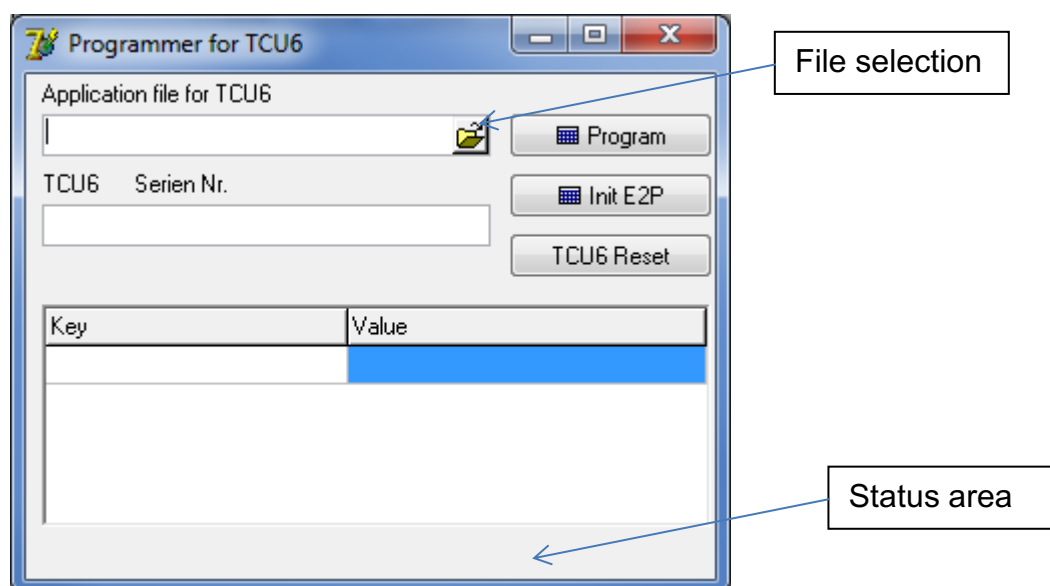 Programmer for TCU6
File selection
Application file for TCU6
Program
TCU6 Serien Nr.
Init E2P
TCU6 Reset
Key Value
Status area